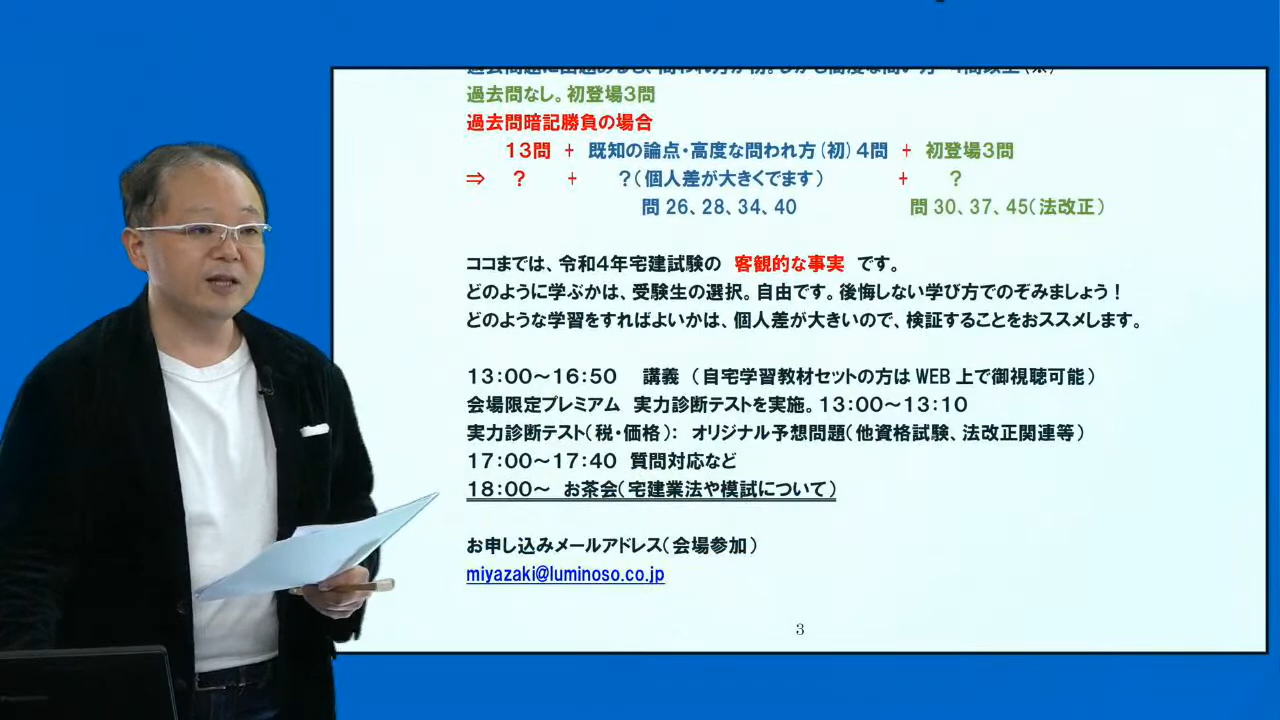 過去問なし。初登場3問
過去問暗記勝負の場合
13問 + 既知の論点・高度な問われ方(初)4問 + 初登場3問
⇒ ? + ?(個人差が大きくでます) + ?
問26、28、34、40 問30、37、45(法改正)
ココまでは、令和4年宅建試験の 客観的な事実 です。
どのように学ぶかは、受験生の選択。自由です。後悔しない学び方でのぞみましょう!
どのような学習をすればよいかは、個人差が大きいので、検証することをおススメします。
13:00~16:50 講義 (自宅学習教材セットの方はWEB上で御視聴可能)
会場限定プレミアム 実力診断テストを実施。13:00~13:10
実力診断テスト(税・価格): オリジナル予想問題(他資格試験、法改正関連等)
17:00~17:40 質問対応など
18:00~ お茶会(宅建業法や模試について)
お申し込みメールアドレス(会場参加)
miyazaki@luminoso.co.jp
3